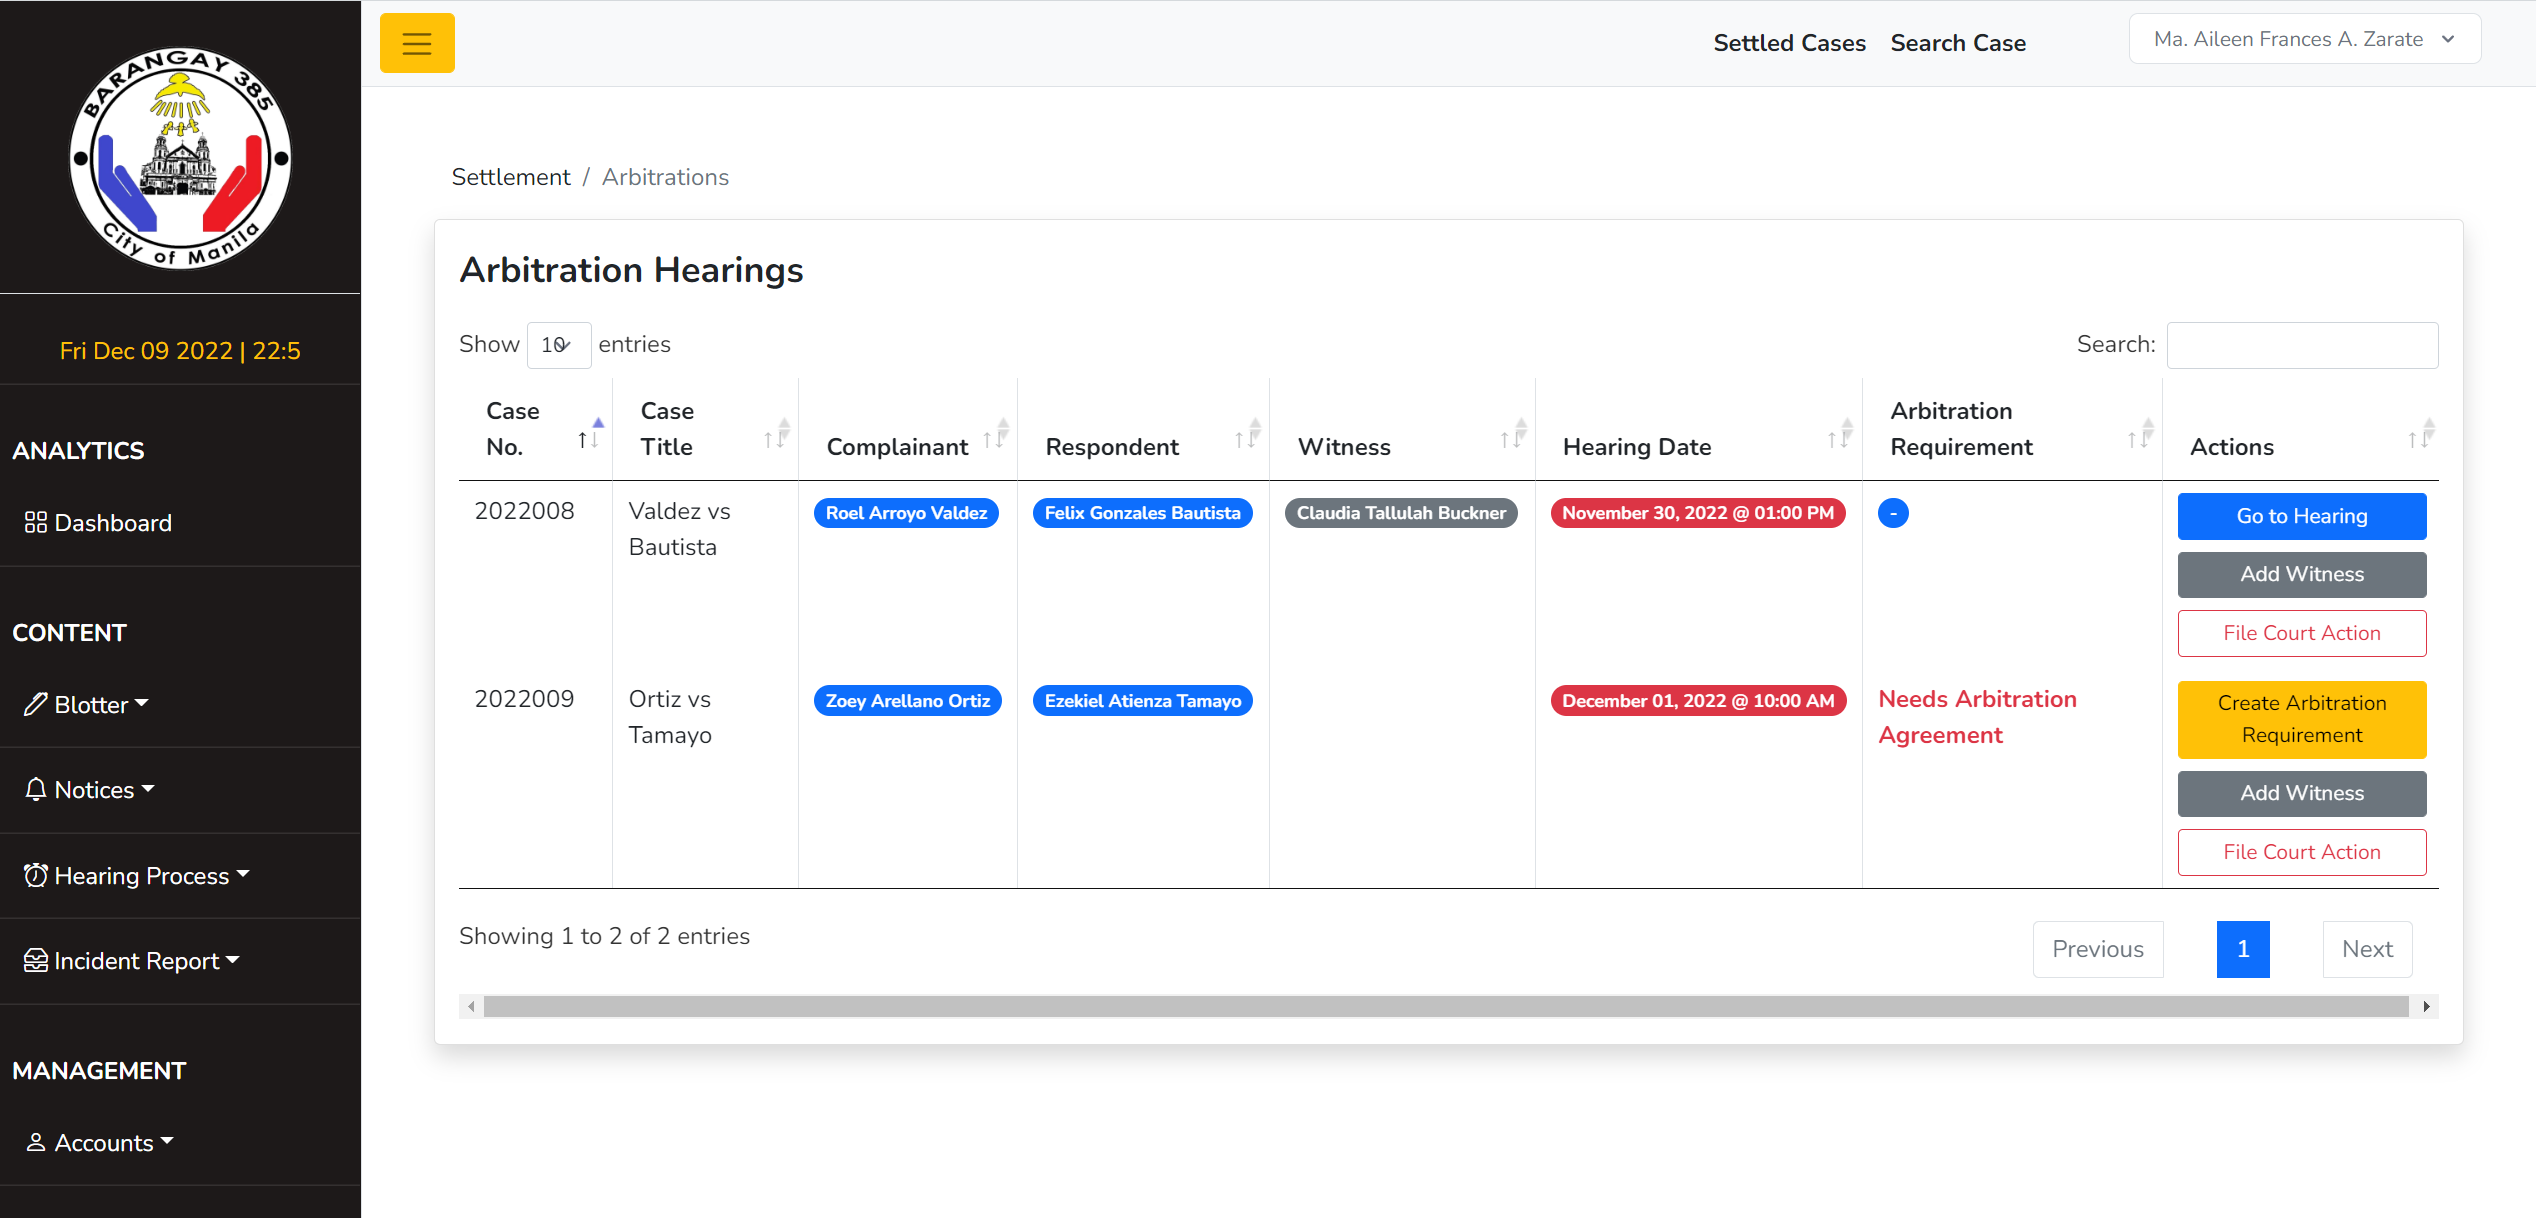 BARANGAY 385
City of Manila
Fri Dec 09 2022 | 22:5
ANALYTICS
Dashboard
CONTENT
Blotter
Notices
Hearing Process
Incident Report
MANAGEMENT
Accounts
Settled Cases Search Case Ma. Aileen Frances A. Zarate
Settlement / Arbitrations
Arbitration Hearings
Show 10 entries Search:
Case No. Case Title Complainant Respondent Witness Hearing Date Arbitration Requirement Actions
2022008 Valdez vs Bautista Roel Arroyo Valdez Felix Gonzales Bautista Claudia Tallulah Buckner November 30, 2022 @ 01:00 PM - Go to Hearing
Add Witness
File Court Action
2022009 Ortiz vs Tamayo Zoey Arellano Ortiz Ezekiel Atienza Tamayo December 01, 2022 @ 10:00 AM Needs Arbitration Agreement Create Arbitration Requirement
Add Witness
File Court Action
Showing 1 to 2 of 2 entries Previous 1 Next